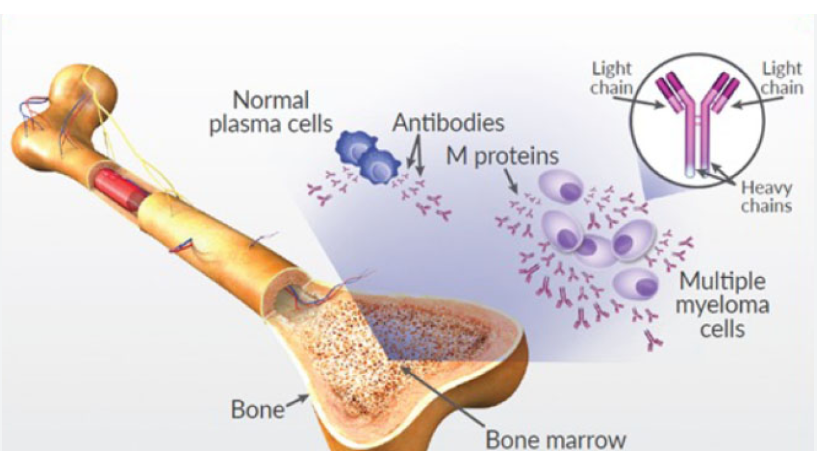 Light
chain
Light
chain
Normal
plasma cells
Antibodies
M proteins
Heavy
chains
Multiple
myeloma
cells
Bone
Bone marrow